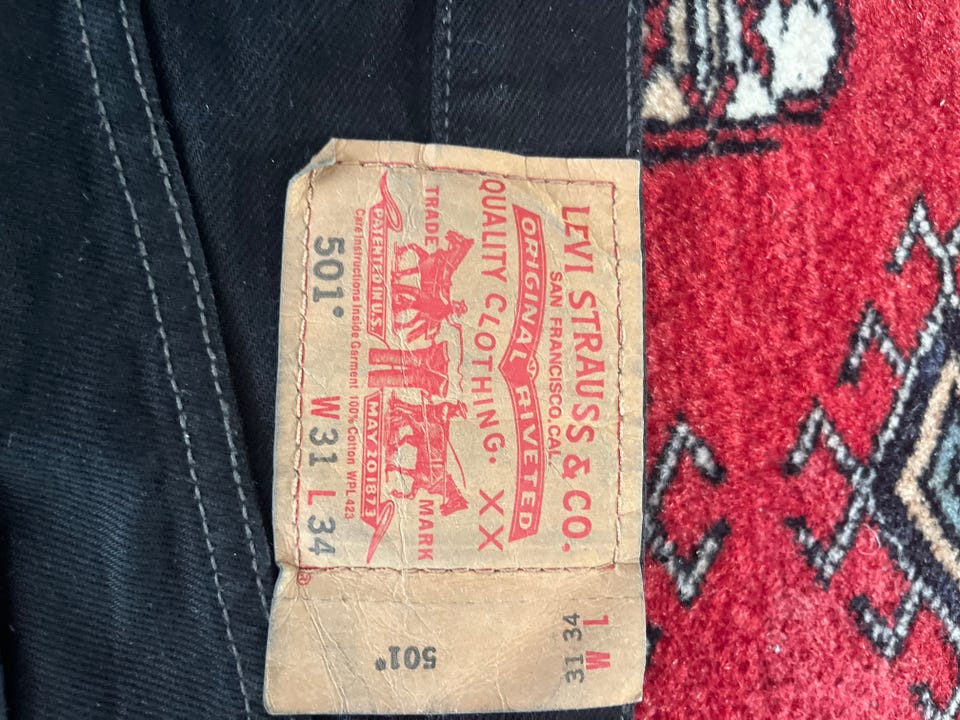 LEVI STRAUSS & CO.
SAN FRANCISCO, CAL.
ORIGINAL RIVETED
QUALITY CLOTHING. XX
TRADE MARK
PATENTED IN U.S. MAY 20 1873
Care Instructions Inside Garment 100% Cotton WPL 423
501® W 31 L 34
®
L W
31 34
501®